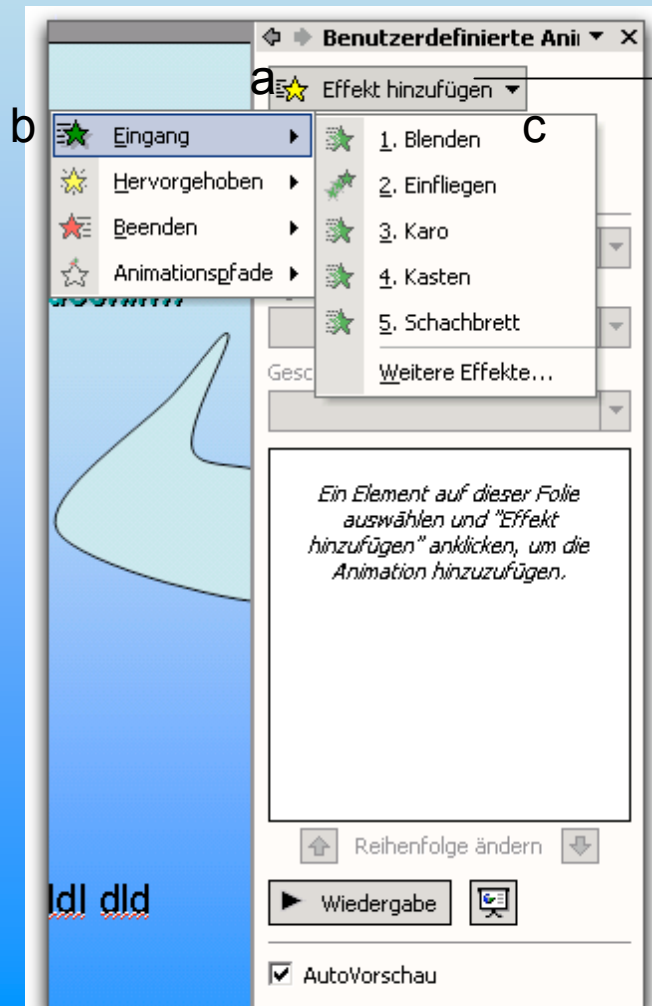 Benutzerdefinierte Ani
a
Effekt hinzufügen
b
c
Eingang
Hervorgehoben
Beenden
Animationspfade
1. Blenden
2. Einfliegen
3. Karo
4. Kasten
5. Schachbrett
Weitere Effekte...
Gesc
Ein Element auf dieser Folie
auswählen und "Effekt
hinzufügen" anklicken, um die
Animation hinzuzufügen.
Reihenfolge ändern
ldl dld
Wiedergabe
AutoVorschau